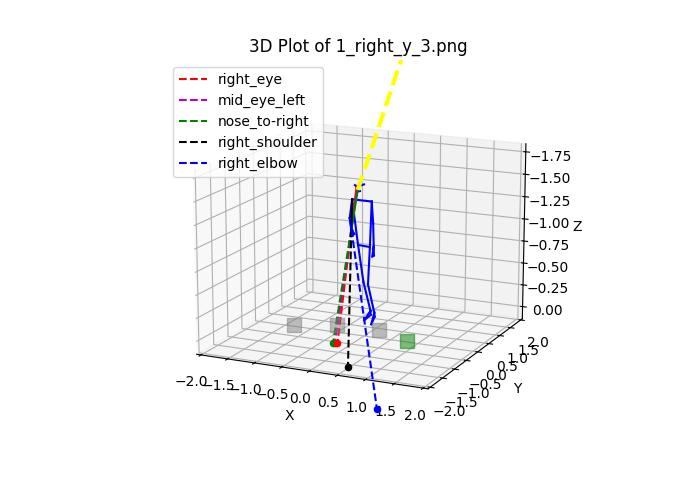 3D Plot of 1_right_y_3.png
right_eye
mid_eye_left
nose_to-right
right_shoulder
right_elbow
−1.75
−1.50
−1.25
−1.00
−0.75
−0.50
−0.25
0.00
Z
−2.0
−1.5
−1.0
−0.5
0.0
0.5
1.0
1.5
2.0
X
−2.0
−1.5
−1.0
−0.5
0.0
0.5
1.0
1.5
2.0
Y